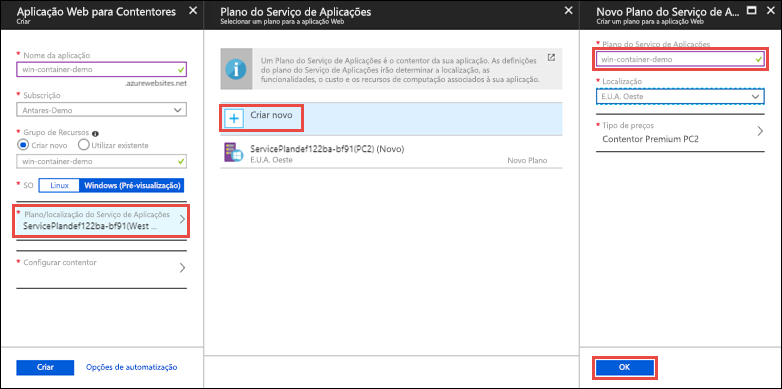 Aplicação Web para Contentores
Criar
* Nome da aplicação
win-container-demo
.azurewebsites.net
* Subscrição
Antares-Demo
* Grupo de Recursos
Criar novo Utilizar existente
win-container-demo
* SO Linux Windows (Pré-visualização)
* Plano/localização do Serviço de Aplicações
ServicePlandef122ba-bf91(West ...
* Configurar contentor
Criar Opções de automatização
Plano do Serviço de Aplicações
Selecionar um plano para a aplicação Web
Um Plano do Serviço de Aplicações é o contentor da sua aplicação. As definições
do plano do Serviço de Aplicações irão determinar a localização, as
funcionalidades, o custo e os recursos de computação associados à sua aplicação.
Criar novo
ServicePlandef122ba-bf91(PC2) (Novo)
E.U.A. Oeste Novo Plano
Novo Plano do Serviço de A...
Criar um plano para a aplicação Web
* Plano do Serviço de Aplicações
win-container-demo
* Localização
E.U.A. Oeste
* Tipo de preços
Contentor Premium PC2
OK